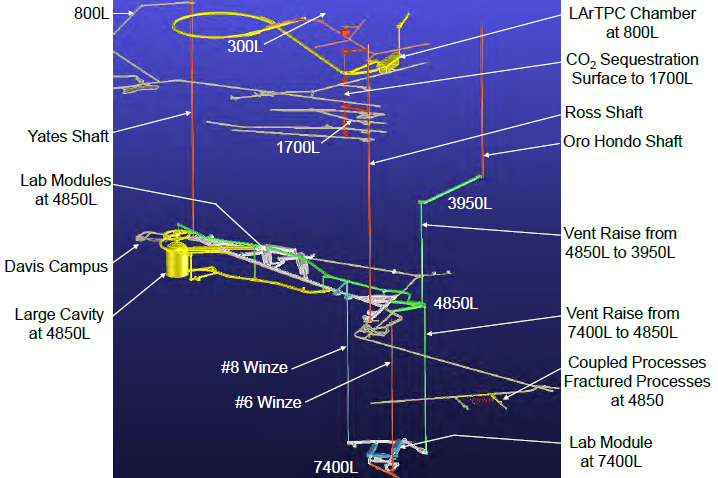 800L
300L
LArTPC Chamber
at 800L
CO2 Sequestration
Surface to 1700L
Yates Shaft
1700L
Ross Shaft
Oro Hondo Shaft
Lab Modules
at 4850L
3950L
Vent Raise from
4850L to 3950L
Davis Campus
Large Cavity
at 4850L
4850L
Vent Raise from
7400L to 4850L
#8 Winze
#6 Winze
Coupled Processes
Fractured Processes
at 4850
Lab Module
at 7400L
7400L